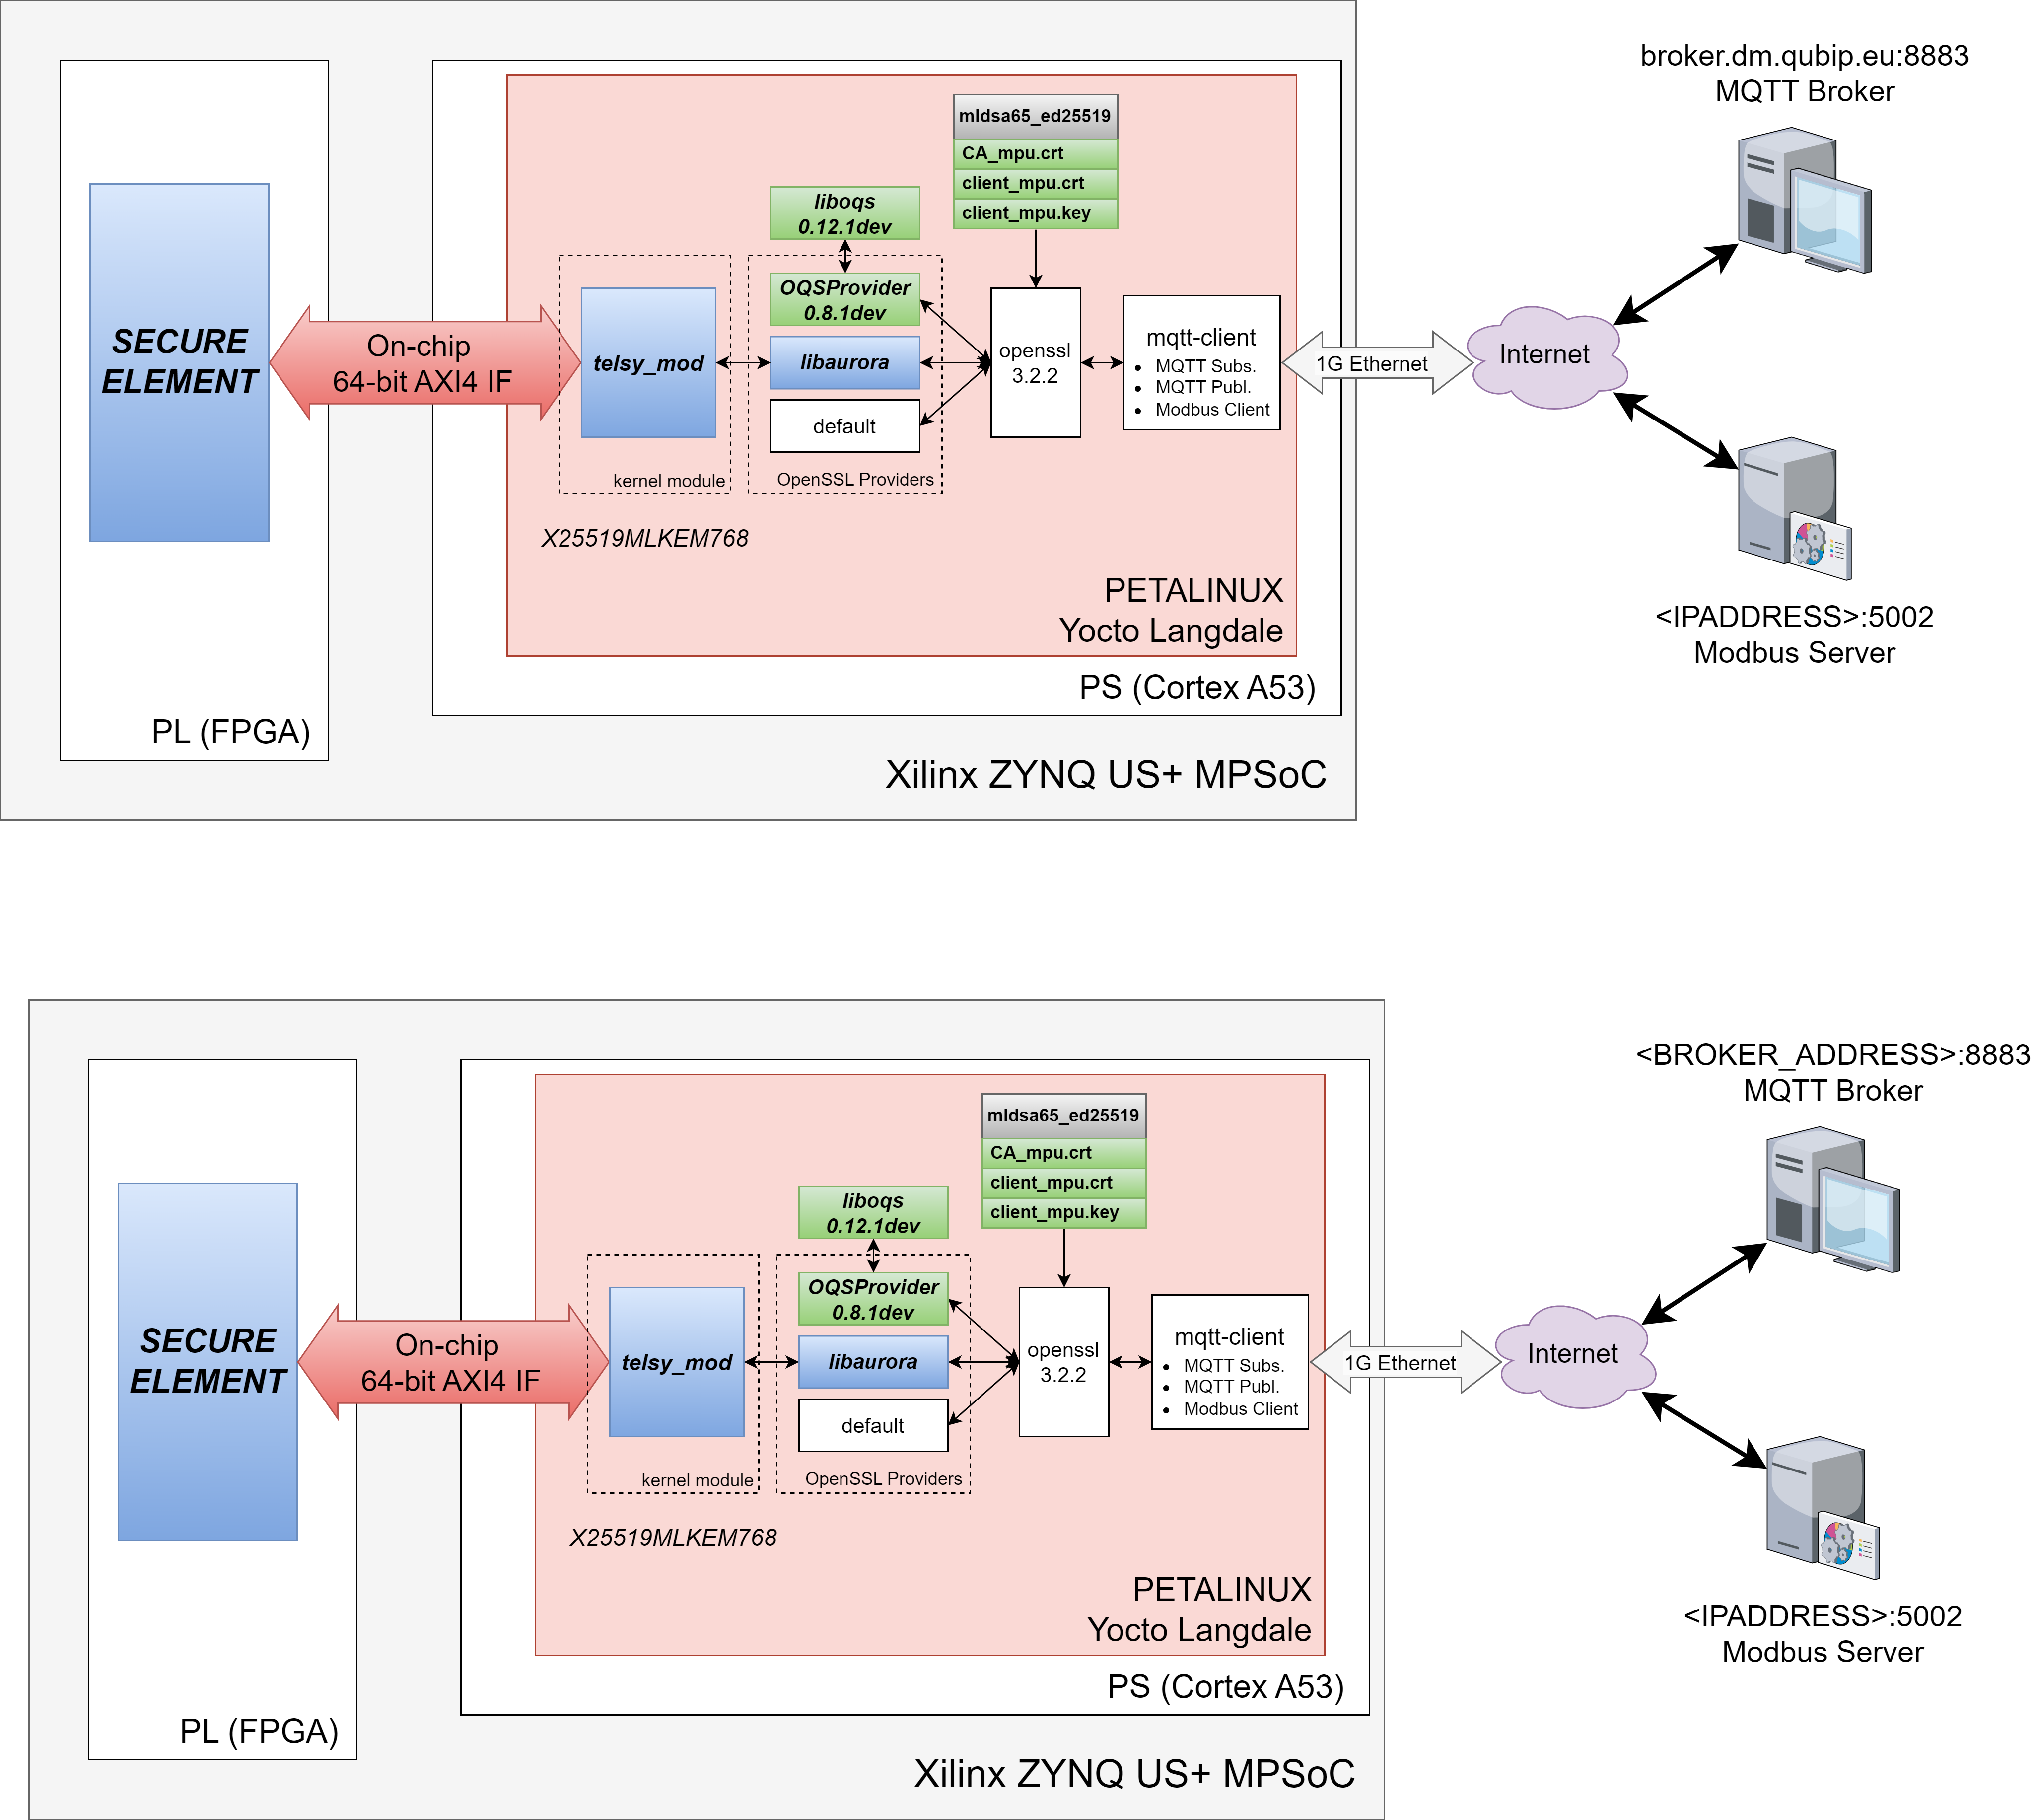 broker.dm.qubip.eu:8883
MQTT Broker
mldsa65_ed25519
CA_mpu.crt
client_mpu.crt
client_mpu.key
liboqs
0.12.1dev
OQSProvider
0.8.1dev
SECURE
ELEMENT
On-chip
64-bit AXI4 IF
telsy_mod
libaurora
default
openssl
3.2.2
mqtt-client
• MQTT Subs.
• MQTT Publ.
• Modbus Client
1G Ethernet
Internet
kernel module
OpenSSL Providers
X25519MLKEM768
PETALINUX
Yocto Langdale
<IPADDRESS>:5002
Modbus Server
PS (Cortex A53)
PL (FPGA)
Xilinx ZYNQ US+ MPSoC
<BROKER_ADDRESS>:8883
MQTT Broker
mldsa65_ed25519
CA_mpu.crt
client_mpu.crt
client_mpu.key
liboqs
0.12.1dev
OQSProvider
0.8.1dev
SECURE
ELEMENT
On-chip
64-bit AXI4 IF
telsy_mod
libaurora
default
openssl
3.2.2
mqtt-client
• MQTT Subs.
• MQTT Publ.
• Modbus Client
1G Ethernet
Internet
kernel module
OpenSSL Providers
X25519MLKEM768
PETALINUX
Yocto Langdale
<IPADDRESS>:5002
Modbus Server
PS (Cortex A53)
PL (FPGA)
Xilinx ZYNQ US+ MPSoC